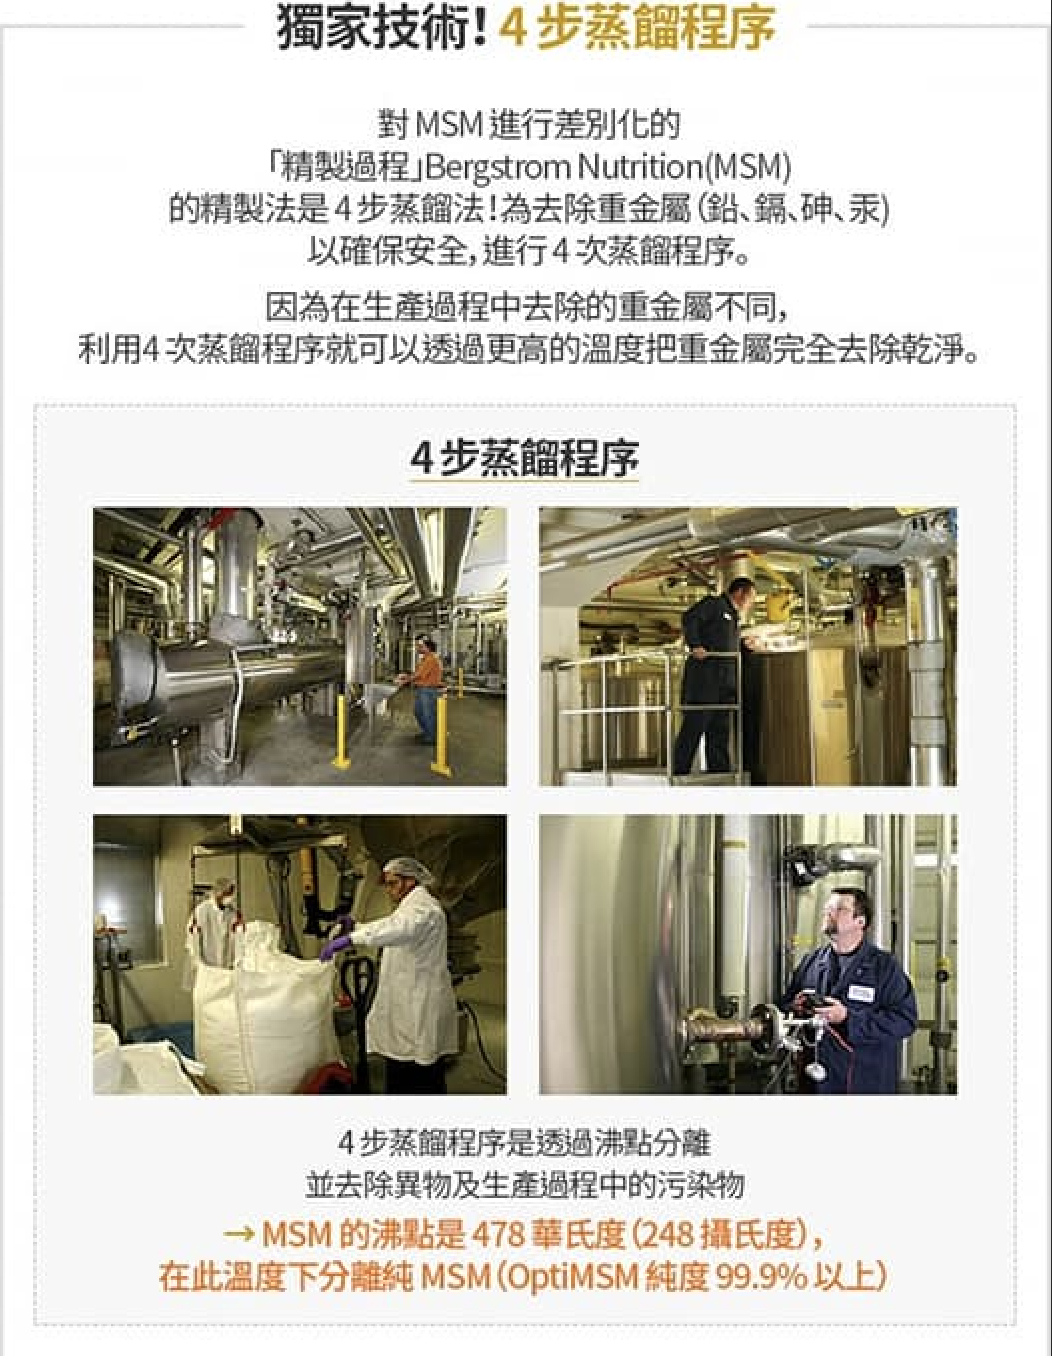 獨家技術! 4 步蒸餾程序
對 MSM 進行差別化的
「精製過程」Bergstrom Nutrition(MSM)
的精製法是 4 步蒸餾法！為去除重金屬（鉛、鎘、砷、汞)
以確保安全, 進行 4 次蒸餾程序。
因為在生產過程中去除的重金屬不同,
利用4 次蒸餾程序就可以透過更高的溫度把重金屬完全去除乾淨。
4 步蒸餾程序
4 步蒸餾程序是透過沸點分離
並去除異物及生產過程中的污染物
→ MSM 的沸點是 478 華氏度（248 攝氏度），
在此溫度下分離純 MSM（OptiMSM 純度 99.9% 以上）